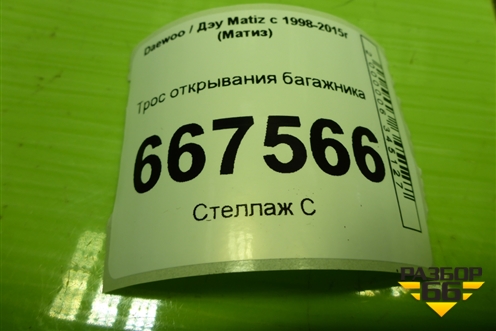 Daewoo / Дэу Matiz с 1998-2015г
(Матиз)
Трос открывания багажника
667566
Стеллаж С
РАЗБОР
66